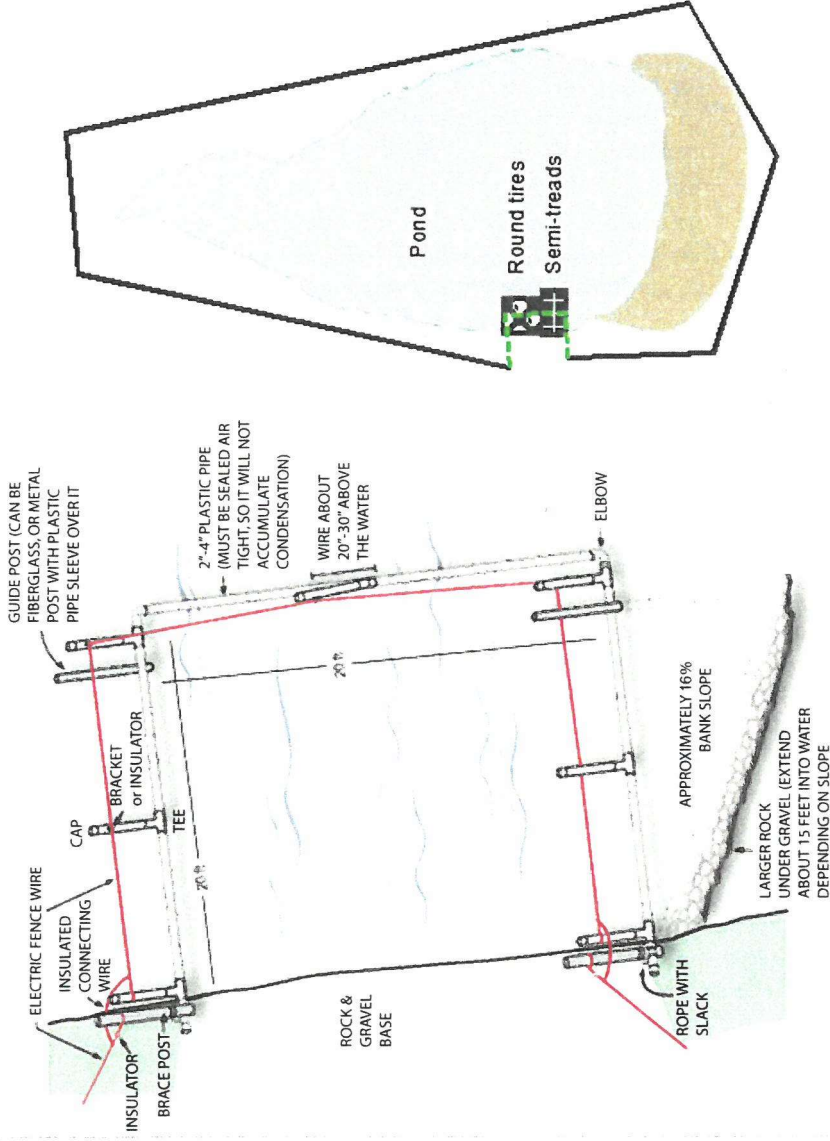 GUIDE POST (CAN BE
FIBERGLASS, OR METAL
POST WITH PLASTIC
PIPE SLEEVE OVER IT
2"-4" PLASTIC PIPE
(MUST BE SEALED AIR
TIGHT, SO IT WILL NOT
ACCUMULATE
CONDENSATION)
WIRE ABOUT
20"-30" ABOVE
THE WATER
ELBOW
ELECTRIC FENCE WIRE
CAP
BRACKET
or INSULATOR
INSULATED
CONNECTING
WIRE
TEE
20 ft
20 ft
INSULATOR
BRACE POST
ROCK &
GRAVEL
BASE
APPROXIMATELY 16%
BANK SLOPE
ROPE WITH
SLACK
LARGER ROCK
UNDER GRAVEL (EXTEND
ABOUT 15 FEET INTO WATER
DEPENDING ON SLOPE
Pond
Round tires
Semi-treads